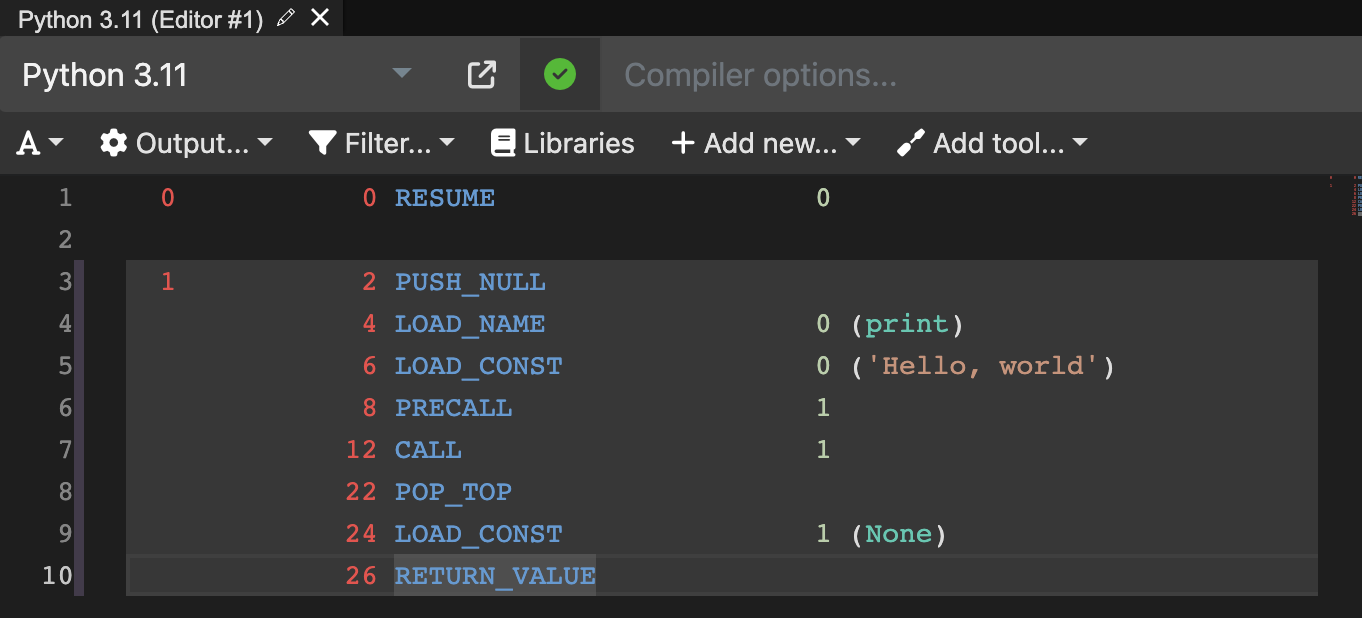 Python 3.11 (Editor #1)
Python 3.11 Compiler options...
A Output... Filter... Libraries + Add new... Add tool...
1 0 0 RESUME 0
2
3 1 2 PUSH_NULL
4 4 LOAD_NAME 0 (print)
5 6 LOAD_CONST 0 ('Hello, world')
6 8 PRECALL 1
7 12 CALL 1
8 22 POP_TOP
9 24 LOAD_CONST 1 (None)
10 26 RETURN_VALUE